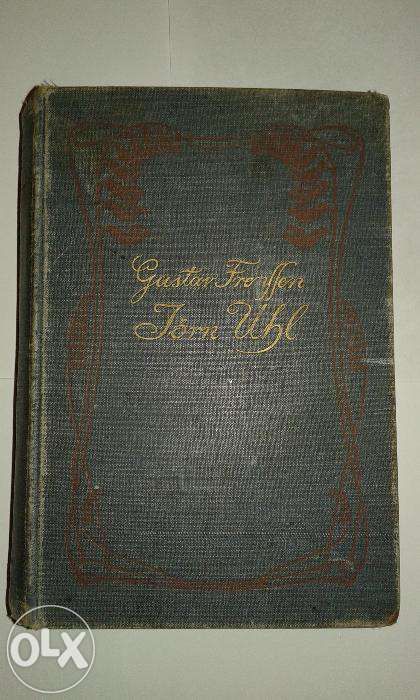 Gustav Frenssen
Jörn Uhl
OLX